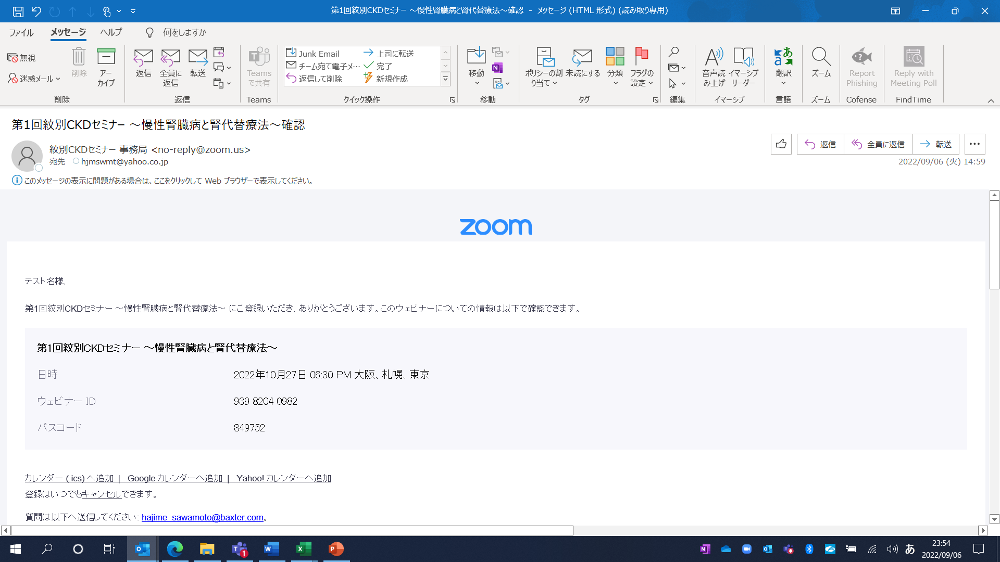 第1回紋別CKDセミナー ～慢性腎臓病と腎代替療法～確認 - メッセージ (HTML 形式) (読み取り専用)
ファイル メッセージ ヘルプ 何をしますか
無視
迷惑メール
削除
アー
カイブ
削除
返信
全員に
返信
転送
返信
Teams
で共有
Teams
Junk Email
上司に転送
チーム宛て電子メ…
完了
返信して削除
新規作成
クイック操作
移動
移動
ポリシーの割
り当て
未読にする
分類
フラグの
設定
タグ
編集
音声読
み上げ
イマーシブ
リーダー
イマーシブ
翻訳
言語
ズーム
ズーム
Report
Phishing
Cofense
Reply with
Meeting Poll
FindTime
第1回紋別CKDセミナー ～慢性腎臓病と腎代替療法～確認
紋別CKDセミナー 事務局 <no-reply@zoom.us>
宛先 hjmswmt@yahoo.co.jp
返信 全員に返信 転送
2022/09/06 (火) 14:59
このメッセージの表示に問題がある場合は、ここをクリックして Web ブラウザーで表示してください。
zoom
テスト名様、
第1回紋別CKDセミナー ～慢性腎臓病と腎代替療法～ にご登録いただき、ありがとうございます。このウェビナーについての情報は以下で確認できます。
第1回紋別CKDセミナー ～慢性腎臓病と腎代替療法～
日時 2022年10月27日 06:30 PM 大阪、札幌、東京
ウェビナー ID 939 8204 0982
パスコード 849752
カレンダー (.ics) へ追加 | Google カレンダーへ追加 | Yahoo! カレンダーへ追加
登録はいつでもキャンセルできます。
質問は以下へ送信してください: hajime_sawamoto@baxter.com。
あ
23:54
2022/09/06